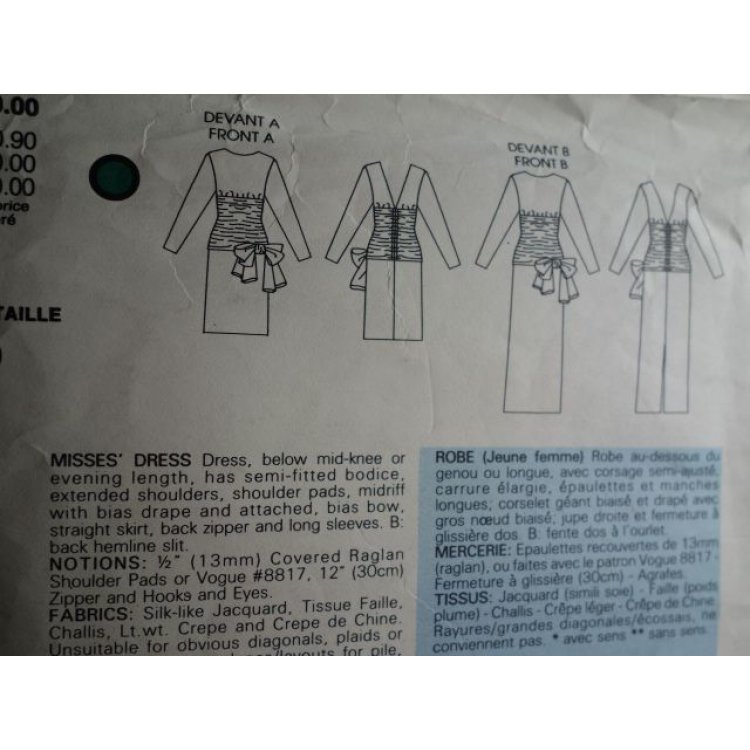 .00
.90
.00
.00
price
ré
TAILLE
DEVANT A
FRONT A
DEVANT B
FRONT B
MISSES' DRESS Dress, below mid-knee or
evening length, has semi-fitted bodice,
extended shoulders, shoulder pads, midriff
with bias drape and attached, bias bow,
straight skirt, back zipper and long sleeves. B:
back hemline slit.
NOTIONS: ½" (13mm) Covered Raglan
Shoulder Pads or Vogue #8817, 12" (30cm)
Zipper and Hooks and Eyes.
FABRICS: Silk-like Jacquard, Tissue Faille,
Challis, Lt.wt. Crepe and Crepe de Chine.
Unsuitable for obvious diagonals, plaids or
/layouts for pile,
ROBE (Jeune femme) Robe au-dessous du
genou ou longue, avec corsage semi-ajusté,
carrure élargie, épaulettes et manches
longues; corselet géant biaisé et drapé avec
gros nœud biaisé; jupe droite et fermeture à
glissière dos. B: fente dos à l'ourlet.
MERCERIE: Epaulettes recouvertes de 13mm
(raglan), ou faites avec le patron Vogue 8817 -
Fermeture à glissière (30cm) - Agrafes.
TISSUS: Jacquard (simili soie) - Faille (poids
plume) - Challis - Crêpe léger - Crêpe de Chine.
Rayures/grandes diagonales/écossais, ne
conviennent pas. * avec sens ** sans sens.